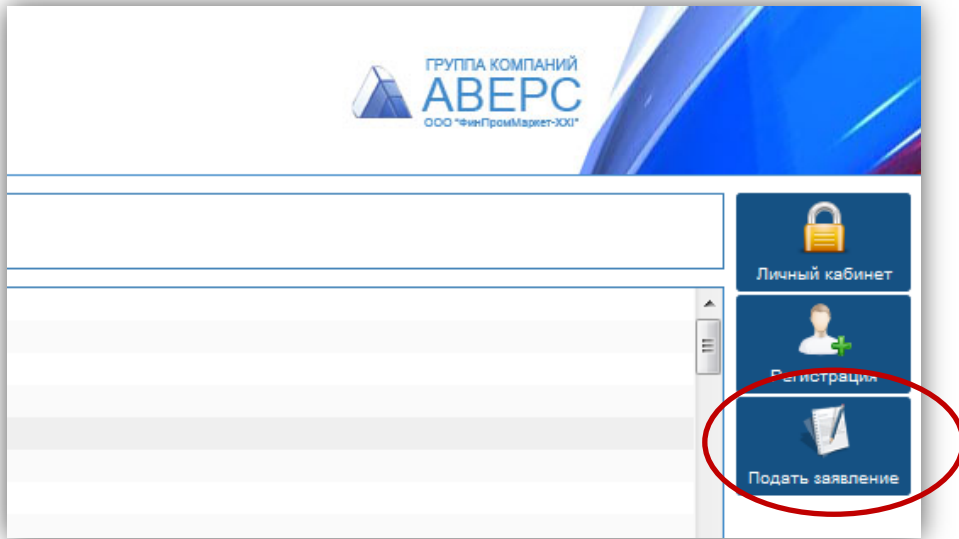 ГРУППА КОМПАНИЙ
АВЕРС
ООО "ФинПромМаркет-XXI"
Личный кабинет
Регистрация
Подать заявление